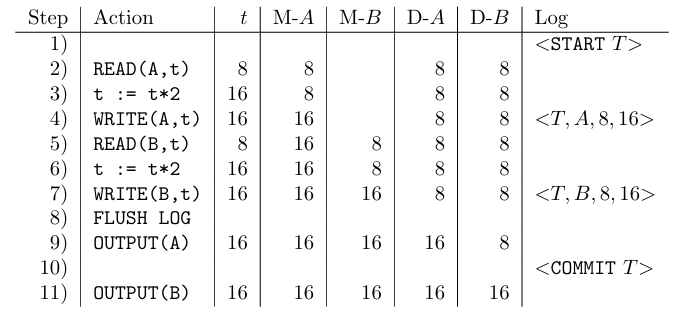 Step Action t M-A M-B D-A D-B Log
1) <START T>
2) READ(A,t) 8 8 8 8
3) t := t*2 16 8 8 8
4) WRITE(A,t) 16 16 8 8 <T, A, 8, 16>
5) READ(B,t) 8 16 8 8 8
6) t := t*2 16 16 8 8 8
7) WRITE(B,t) 16 16 16 8 8 <T, B, 8, 16>
8) FLUSH LOG
9) OUTPUT(A) 16 16 16 16 8
10) <COMMIT T>
11) OUTPUT(B) 16 16 16 16 16